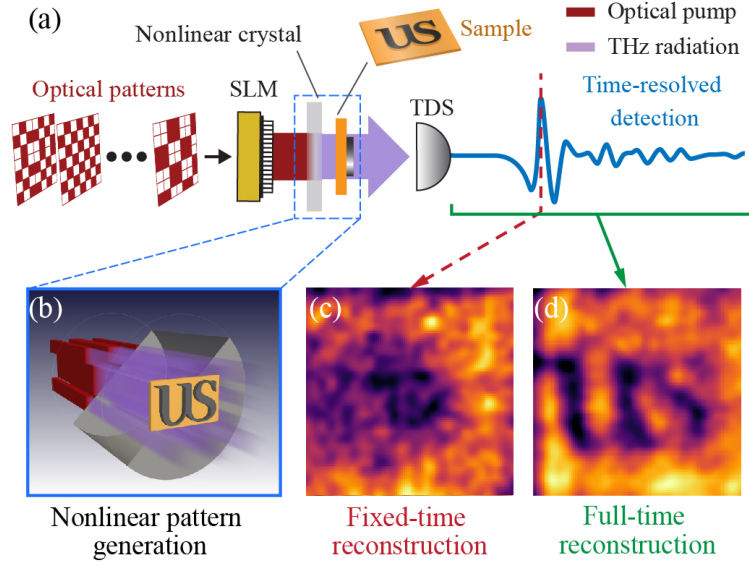 (a)
Nonlinear crystal
Sample
US
Optical pump
THz radiation
Optical patterns
SLM
TDS
Time-resolved
detection
(b)
US
(c)
(d)
Nonlinear pattern
generation
Fixed-time
reconstruction
Full-time
reconstruction